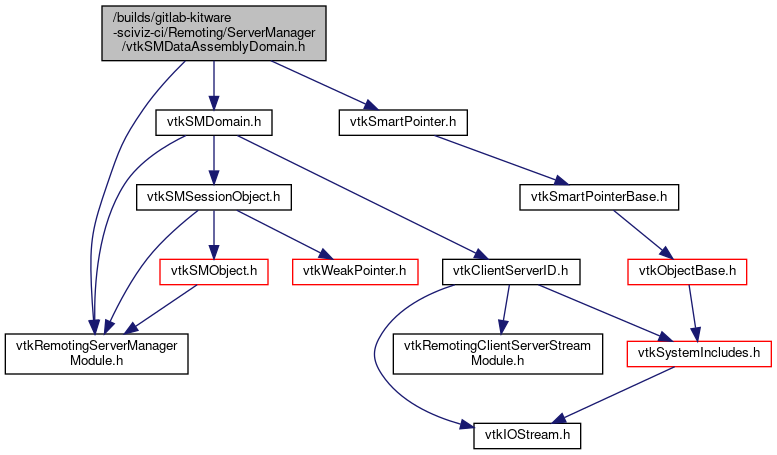 /builds/gitlab-kitware
-sciviz-ci/Remoting/ServerManager
/vtkSMDataAssemblyDomain.h
vtkSMDomain.h
vtkSmartPointer.h
vtkSMSessionObject.h
vtkSmartPointerBase.h
vtkSMObject.h
vtkWeakPointer.h
vtkClientServerID.h
vtkObjectBase.h
vtkRemotingServerManager
Module.h
vtkRemotingClientServerStream
Module.h
vtkSystemIncludes.h
vtkIOStream.h